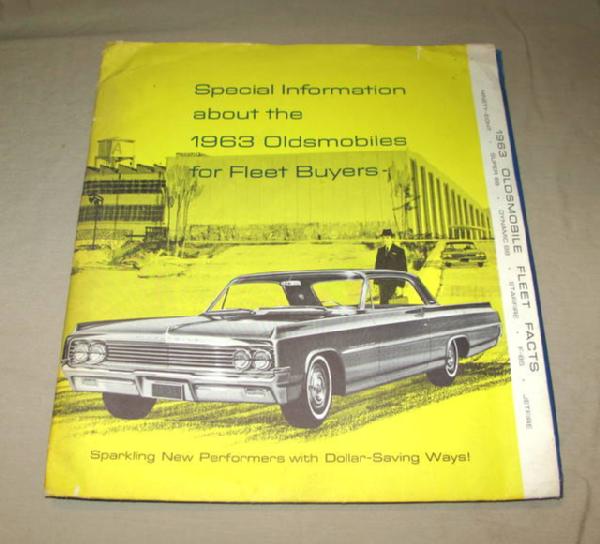 Special Information
about the
1963 Oldsmobiles
for Fleet Buyers-
Sparkling New Performers with Dollar-Saving Ways!
1963 OLDSMOBILE FLEET FACTS
NINETY-EIGHT • SUPER 88 • DYNAMIC 88 • STARFIRE • F-85 • JETFIRE